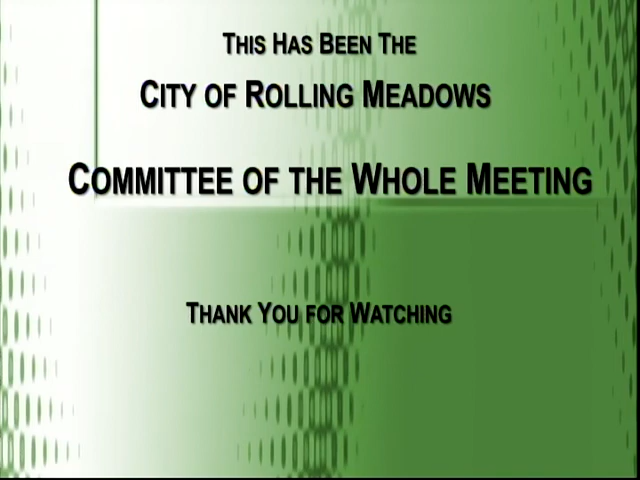 This Has Been The
City of Rolling Meadows
Committee of the Whole Meeting
Thank You for Watching